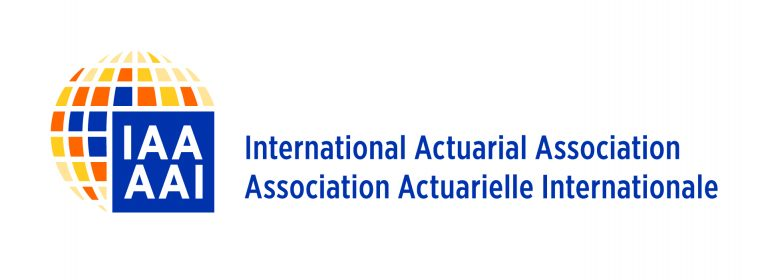 IAA
AAI
International Actuarial Association
Association Actuarielle Internationale